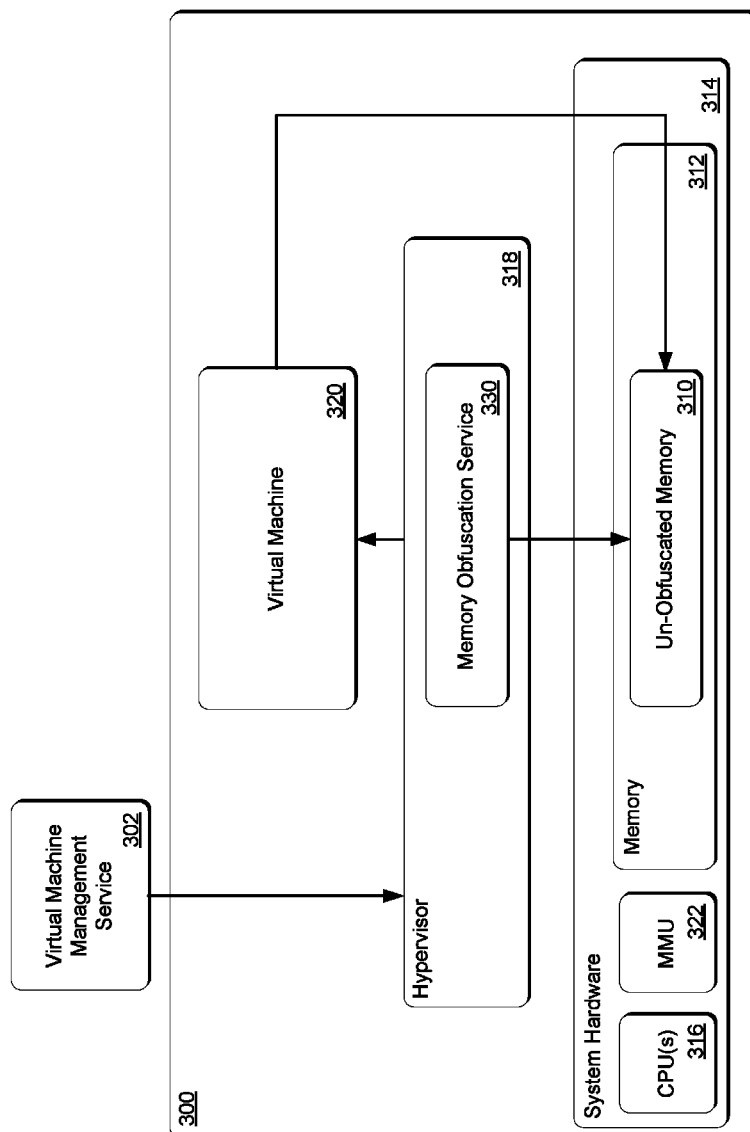 300
Virtual Machine
Management
Service
302
Virtual Machine
320
Hypervisor
318
Memory Obfuscation Service
330
System Hardware
314
CPU(s)
316
MMU
322
Memory
312
Un-Obfuscated Memory
310